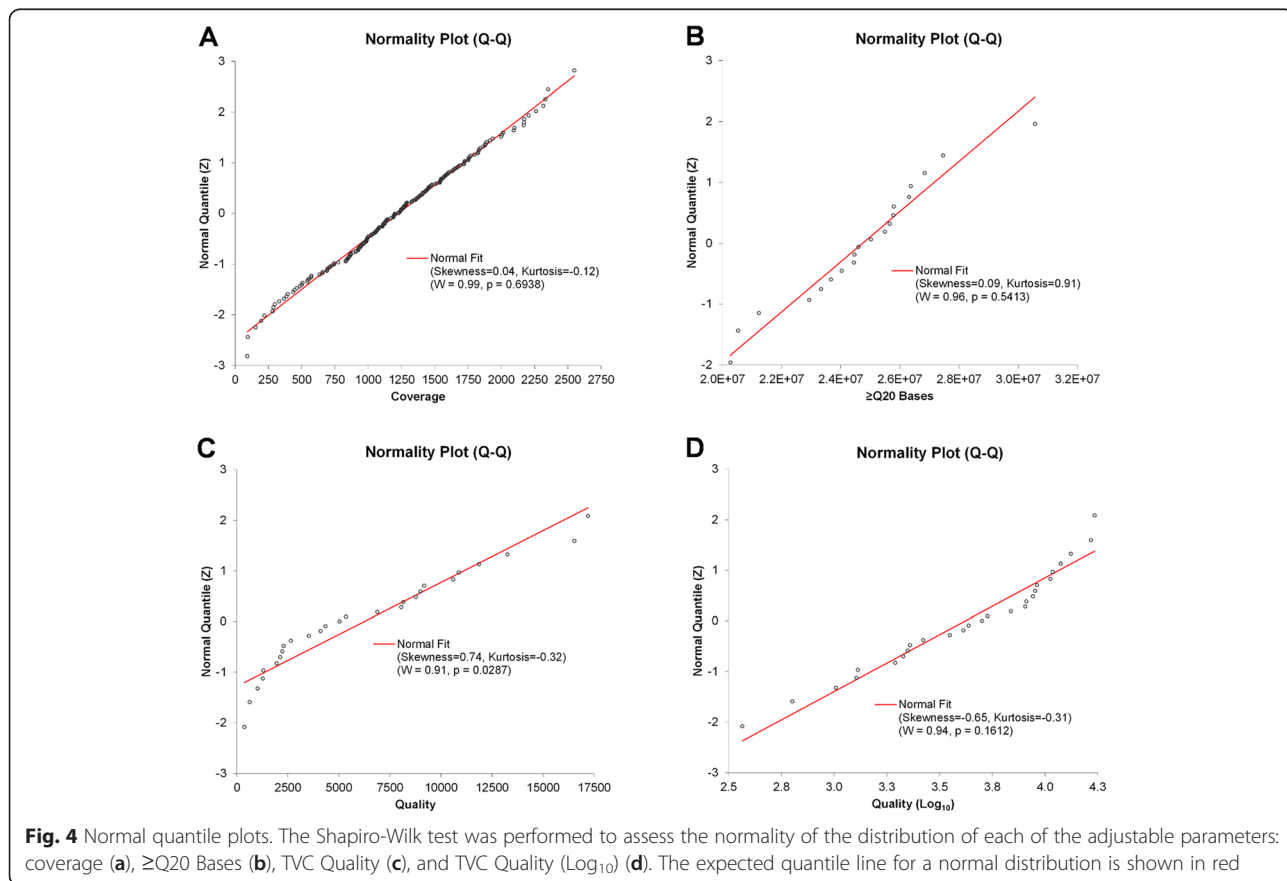 A
Normality Plot (Q-Q)
3
2
1
0
-1
-2
-3
Normal Quantile (Z)
0 250 500 750 1000 1250 1500 1750 2000 2250 2500 2750
Coverage
Normal Fit
(Skewness=0.04, Kurtosis=-0.12)
(W = 0.99, p = 0.6938)
B
Normality Plot (Q-Q)
3
2
1
0
-1
-2
Normal Quantile (Z)
2.0E+07 2.2E+07 2.4E+07 2.6E+07 2.8E+07 3.0E+07 3.2E+07
≥Q20 Bases
Normal Fit
(Skewness=0.09, Kurtosis=0.91)
(W = 0.96, p = 0.5413)
C
Normality Plot (Q-Q)
3
2
1
0
-1
-2
-3
Normal Quantile (Z)
0 2500 5000 7500 10000 12500 15000 17500
Quality
Normal Fit
(Skewness=0.74, Kurtosis=-0.32)
(W = 0.91, p = 0.0287)
D
Normality Plot (Q-Q)
3
2
1
0
-1
-2
-3
Normal Quantile (Z)
2.5 2.8 3.0 3.3 3.5 3.8 4.0 4.3
Quality (Log₁₀)
Normal Fit
(Skewness=-0.65, Kurtosis=-0.31)
(W = 0.94, p = 0.1612)
Fig. 4 Normal quantile plots. The Shapiro-Wilk test was performed to assess the normality of the distribution of each of the adjustable parameters:
coverage (a), ≥Q20 Bases (b), TVC Quality (c), and TVC Quality (Log₁₀) (d). The expected quantile line for a normal distribution is shown in red